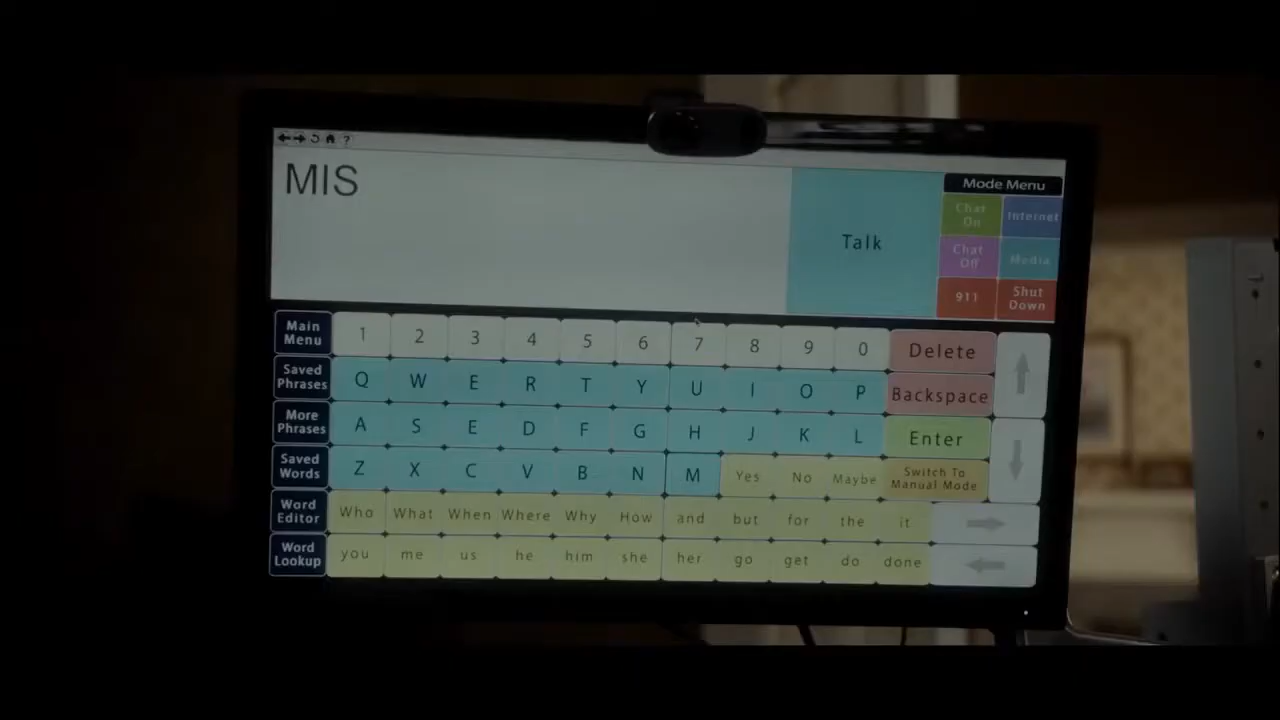 ?
MIS
Talk
Mode Menu
Chat On
Internet
Chat Off
Media
911
Shut Down
Main Menu
1 2 3 4 5 6 7 8 9 0
Delete
Saved Phrases
Q W E R T Y U I O P
Backspace
More Phrases
A S E D F G H J K L
Enter
Saved Words
Z X C V B N M Yes No Maybe
Switch To
Manual Mode
Word Editor
Who What When Where Why How and but for the it
Word Lookup
you me us he him she her go get do done